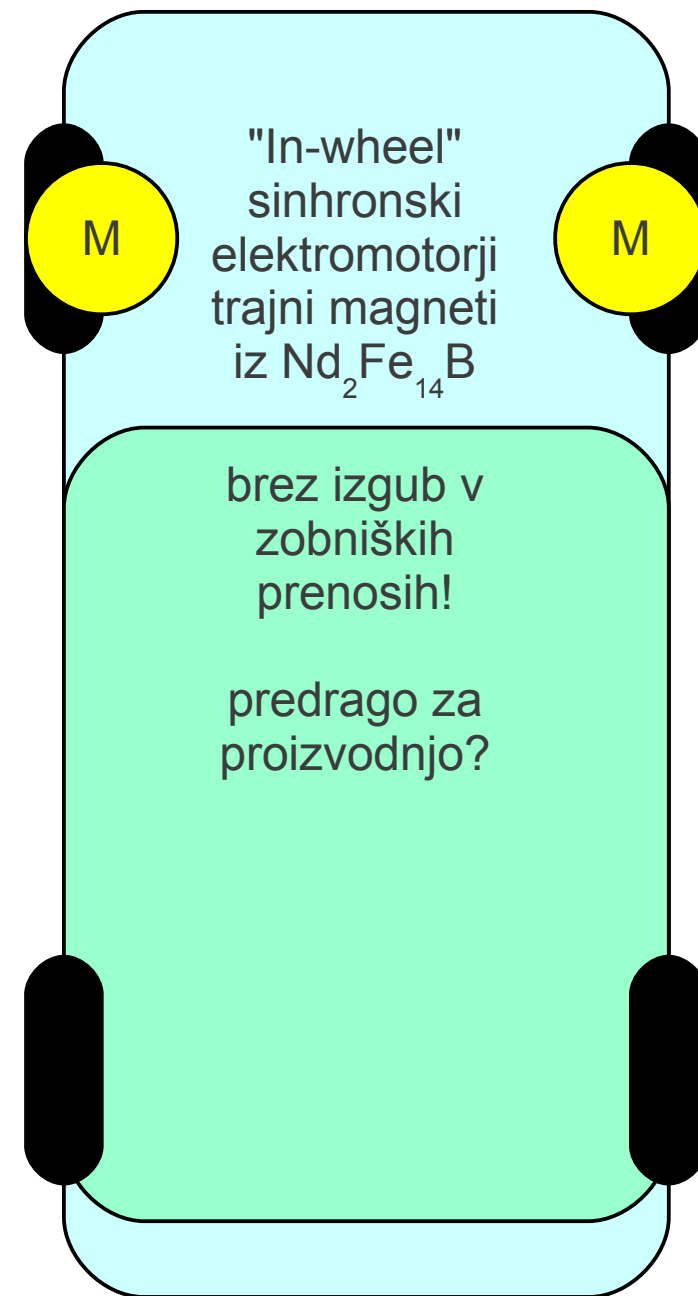 "In-wheel"
sinhronski
M
elektromotorji
M
trajni magneti
iz Nd₂Fe₁₄B
brez izgub v
zobniških
prenosih!
predrago za
proizvodnjo?